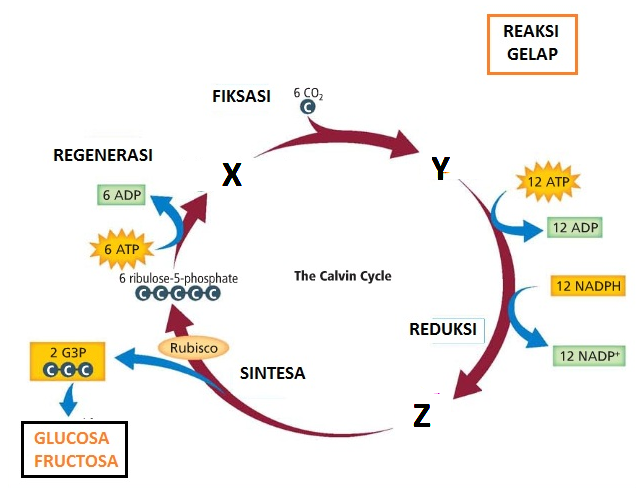 REAKSI
GELAP
FIKSASI
6 CO₂
C
REGENERASI
X
Y
12 ATP
6 ADP
12 ADP
6 ATP
The Calvin Cycle
6 ribulose-5-phosphate
C C C C C
12 NADPH
REDUKSI
Rubisco
2 G3P
C C C
12 NADP⁺
SINTESA
Z
GLUCOSA
FRUCTOSA